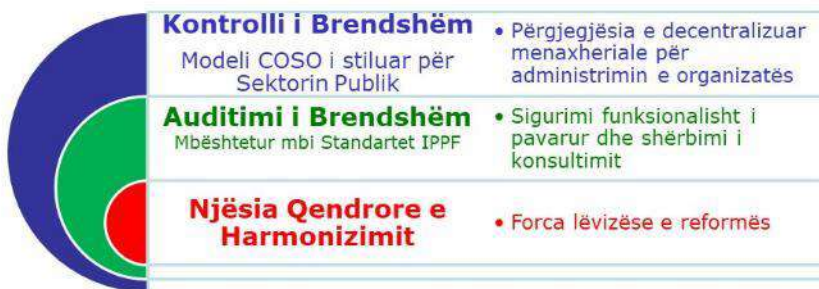 Kontrolli i Brendshëm
Modeli COSO i stiluar për
Sektorin Publik
• Përgjegjësia e decentralizuar
menaxheriale për
administrimin e organizatës
Auditimi i Brendshëm
Mbështetur mbi Standartet IPPF
• Sigurimi funksionalisht i
pavarur dhe shërbimi i
konsultimit
Njësia Qendrore e
Harmonizimit
• Forca lëvizëse e reformës